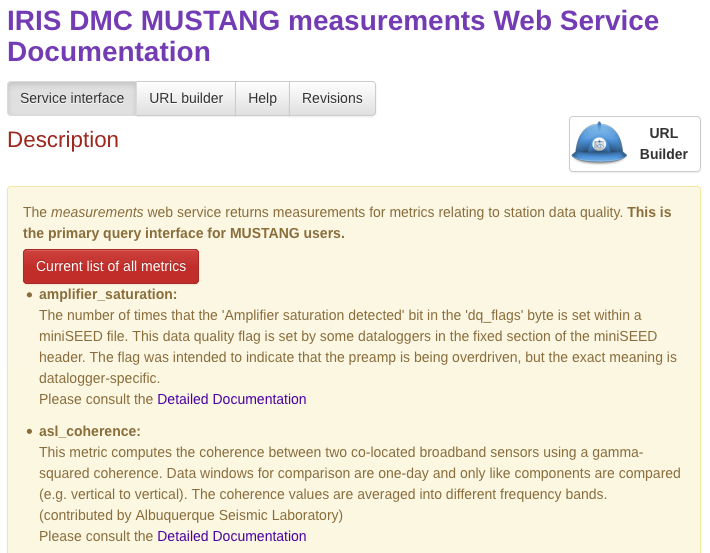 IRIS DMC MUSTANG measurements Web Service
Documentation
Service interface
URL builder
Help
Revisions
Description
URL
Builder
The measurements web service returns measurements for metrics relating to station data quality. This is
the primary query interface for MUSTANG users.
Current list of all metrics
• amplifier_saturation:
The number of times that the 'Amplifier saturation detected' bit in the 'dq_flags' byte is set within a
miniSEED file. This data quality flag is set by some dataloggers in the fixed section of the miniSEED
header. The flag was intended to indicate that the preamp is being overdriven, but the exact meaning is
datalogger-specific.
Please consult the Detailed Documentation
• asl_coherence:
This metric computes the coherence between two co-located broadband sensors using a gamma-
squared coherence. Data windows for comparison are one-day and only like components are compared
(e.g. vertical to vertical). The coherence values are averaged into different frequency bands.
(contributed by Albuquerque Seismic Laboratory)
Please consult the Detailed Documentation